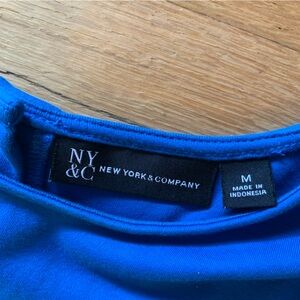 NY
&C NEW YORK & COMPANY
M
MADE IN
INDONESIA